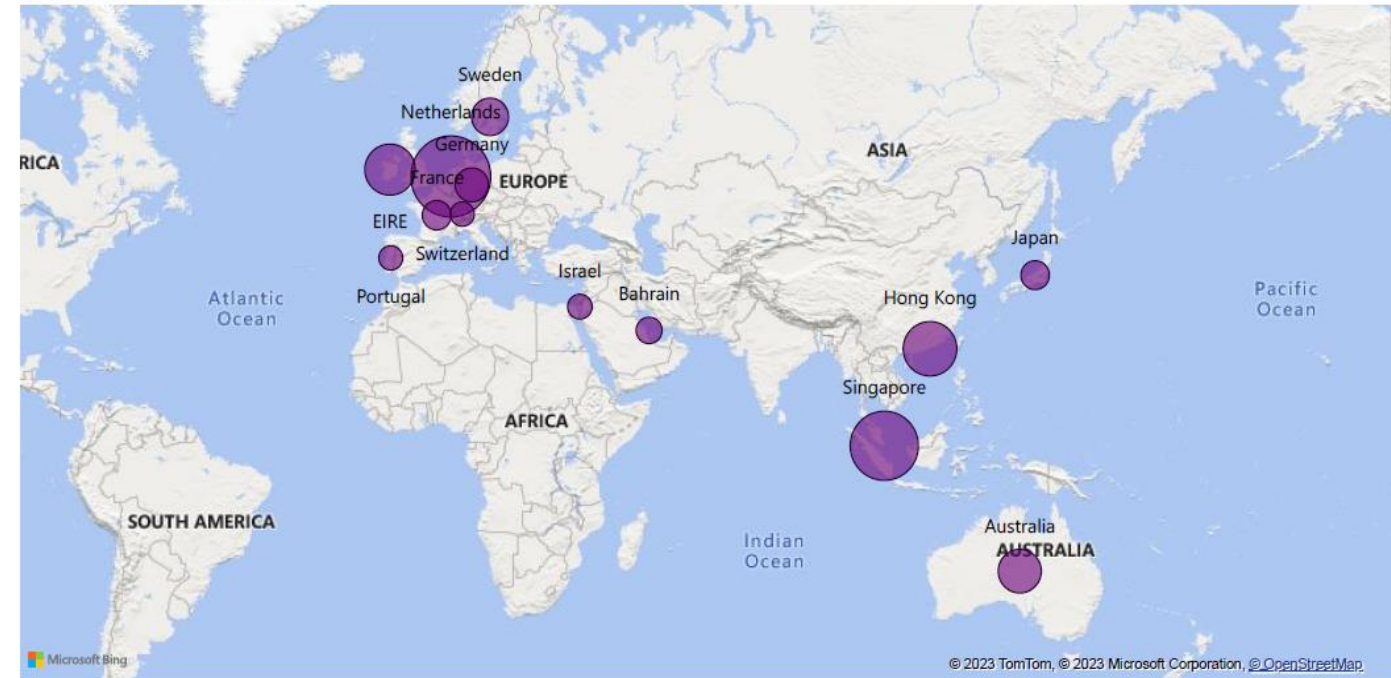 Sweden
Netherlands
Germany
RICA
ASIA
France
EUROPE
EIRE
Switzerland
Japan
Israel
Bahrain
Portugal
Atlantic
Ocean
Hong Kong
Pacific
Ocean
Singapore
AFRICA
SOUTH AMERICA
Australia
AUSTRALIA
Indian
Ocean
Microsoft Bing
© 2023 TomTom, © 2023 Microsoft Corporation, © OpenStreetMap